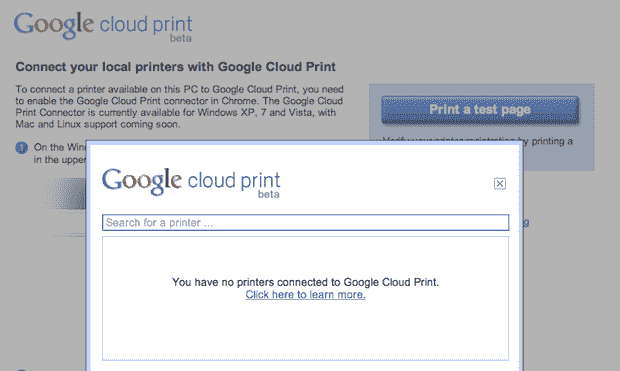 Google cloud print
beta
Connect your local printers with Google Cloud Print
To connect a printer available on this PC to Google Cloud Print, you
need to enable the Google Cloud Print connector in Chrome. The Google Cloud
Print Connector is currently available for Windows XP, 7 and Vista, with
Mac and Linux support coming soon.
Print a test page
Verify your printer registration by printing a
On the Win
in the upper
Google cloud print
beta
Search for a printer ...
You have no printers connected to Google Cloud Print.
Click here to learn more.